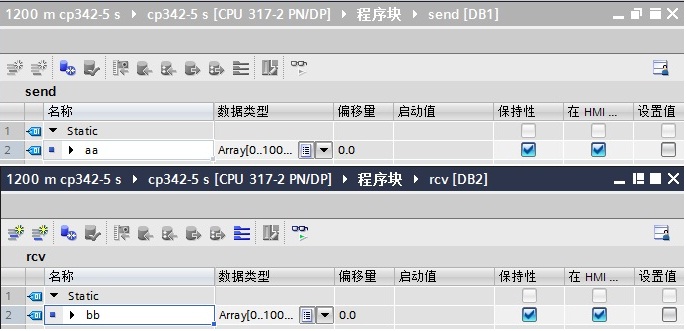 1200 m cp342-5 s cp342-5 s [CPU 317-2 PN/DP] 程序块 send [DB1]
send
名称 数据类型 偏移量 启动值 保持性 在 HMI ... 设置值
1 Static
2 aa Array[0..100... 0.0
1200 m cp342-5 s cp342-5 s [CPU 317-2 PN/DP] 程序块 rcv [DB2]
rcv
名称 数据类型 偏移量 启动值 保持性 在 HMI ... 设置值
1 Static
2 bb Array[0..100... 0.0